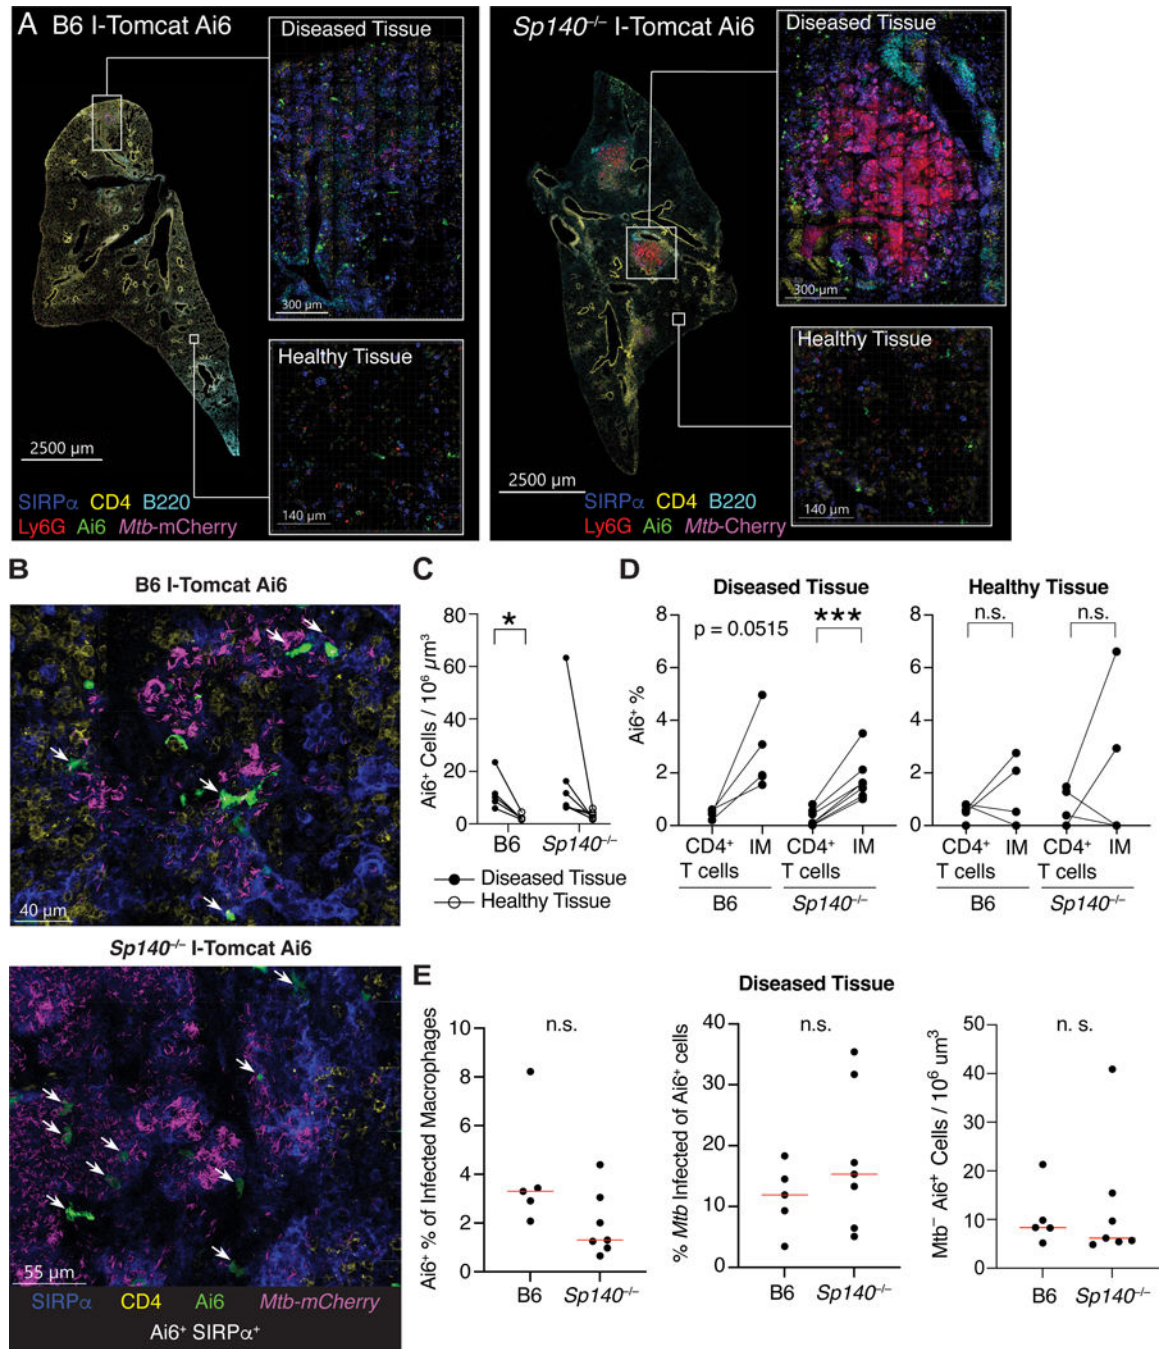 A B6 I-Tomcat Ai6
Diseased Tissue
300 µm
Healthy Tissue
140 µm
2500 µm
SIRPα CD4 B220
Ly6G Ai6 Mtb-mCherry
Sp140–/– I-Tomcat Ai6
Diseased Tissue
300 µm
Healthy Tissue
140 µm
2500 µm
SIRPα CD4 B220
Ly6G Ai6 Mtb-Cherry
B
B6 I-Tomcat Ai6
40 µm
Sp140–/– I-Tomcat Ai6
55 µm
SIRPα CD4 Ai6 Mtb-mCherry
Ai6+ SIRPα+
C
Ai6+ Cells / 10⁶ µm³
80
60
40
20
0
*
B6 Sp140–/–
Diseased Tissue
Healthy Tissue
D
Diseased Tissue
Ai6+ %
8
6
4
2
0
p = 0.0515
***
CD4+ IM CD4+ IM
T cells T cells
B6 Sp140–/–
Healthy Tissue
8
6
4
2
0
n.s. n.s.
CD4+ IM CD4+ IM
T cells T cells
B6 Sp140–/–
E
Diseased Tissue
Ai6+ % of Infected Macrophages
10
8
6
4
2
0
n.s.
B6 Sp140–/–
% Mtb Infected of Ai6+ cells
40
30
20
10
0
n.s.
B6 Sp140–/–
Mtb– Ai6+ Cells / 10⁶ um³
50
40
30
20
10
0
n. s.
B6 Sp140–/–